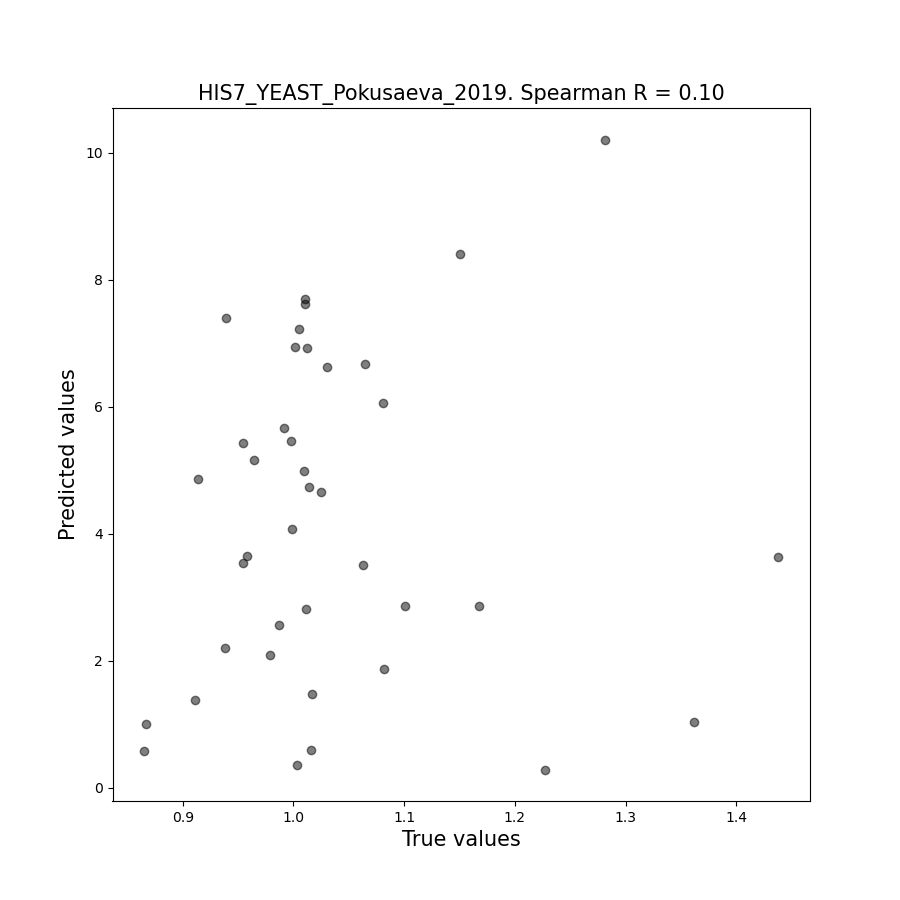 HIS7_YEAST_Pokusaeva_2019. Spearman R = 0.10
10
8
6
4
2
0
Predicted values
0.9 1.0 1.1 1.2 1.3 1.4
True values